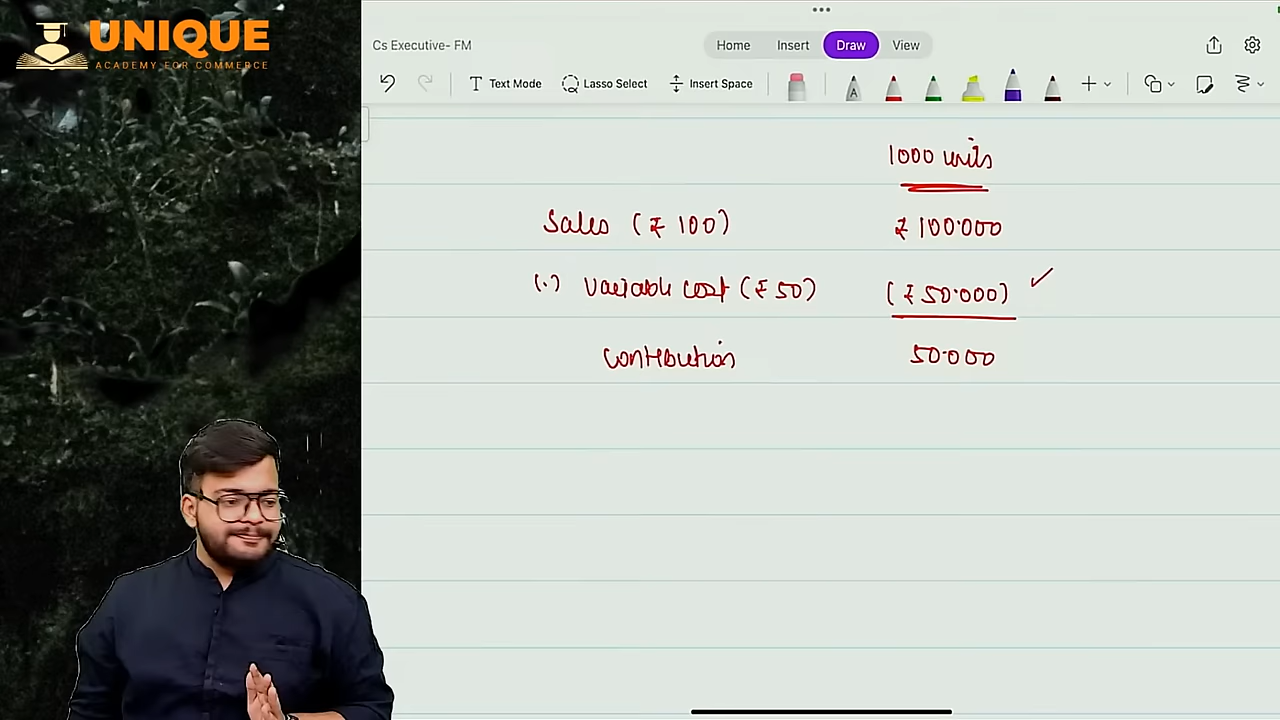 UNIQUE
ACADEMY FOR COMMERCE
Cs Executive- FM
Home Insert Draw View
Text Mode Lasso Select Insert Space
A
1000 units
Sales (₹ 100) ₹ 100.000
(-) Variable cost (₹ 50) (₹ 50.000) ✓
Contribution 50.000